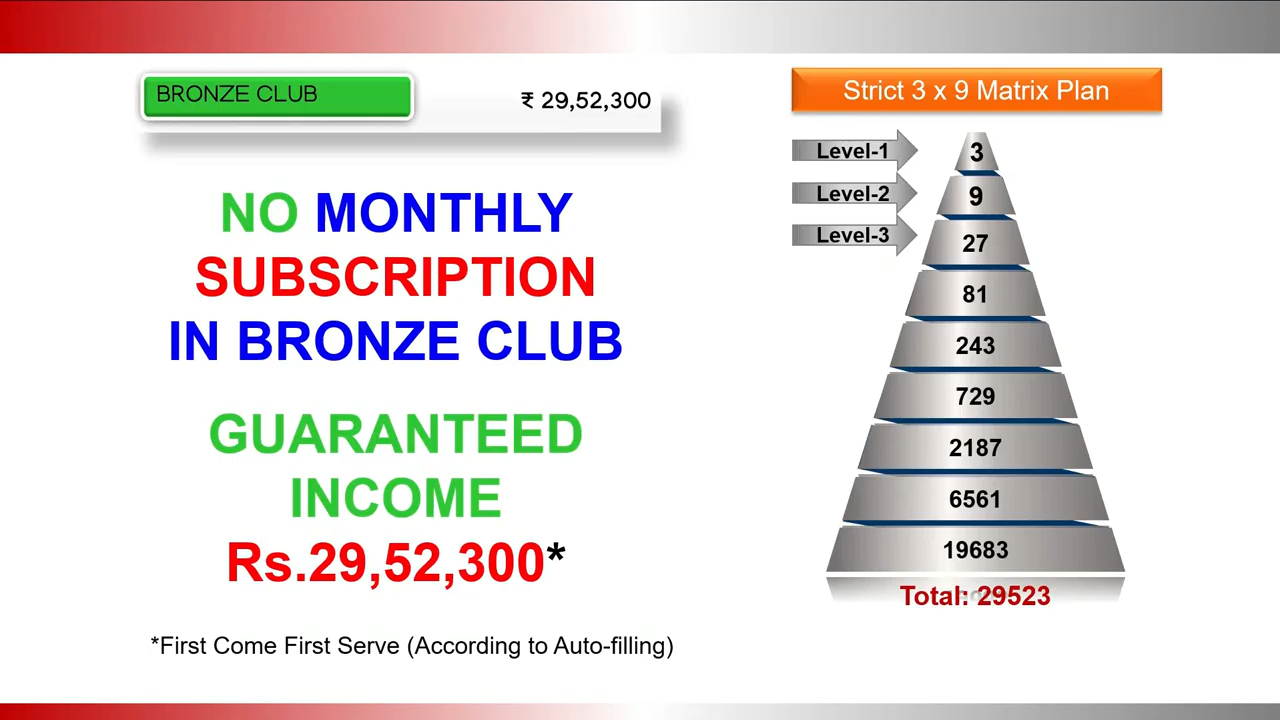 BRONZE CLUB
₹ 29,52,300
NO MONTHLY
SUBSCRIPTION
IN BRONZE CLUB
GUARANTEED
INCOME
Rs.29,52,300*
*First Come First Serve (According to Auto-filling)
Strict 3 x 9 Matrix Plan
Level-1
3
Level-2
9
Level-3
27
81
243
729
2187
6561
19683
Total: 29523